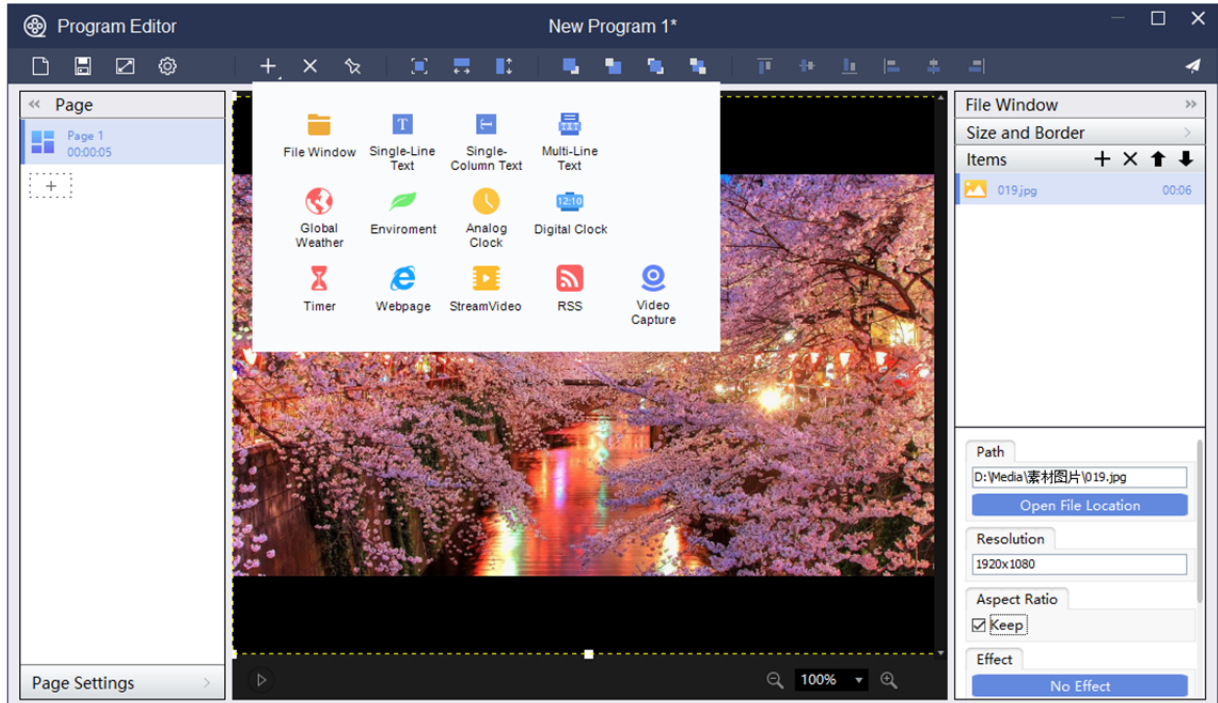 Program Editor
New Program 1*
Page
Page 1
00:00:05
Page Settings
File Window
Single-Line
Text
Single-
Column Text
Multi-Line
Text
Global
Weather
Enviroment
Analog
Clock
12:10
Digital Clock
Timer
Webpage
StreamVideo
RSS
Video
Capture
100%
File Window
Size and Border
Items
019.jpg 00:06
Path
D:\Media\素材图片\019.jpg
Open File Location
Resolution
1920x1080
Aspect Ratio
Keep
Effect
No Effect